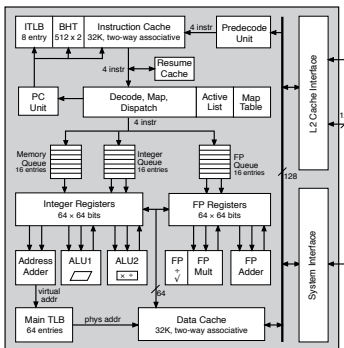 ITLB
8 entry
BHT
512 x 2
Instruction Cache
32K, two-way associative
4 instr
Predecode
Unit
4 instr
Resume
Cache
PC
Unit
Decode, Map,
Dispatch
Active
List
Map
Table
4 instr
Memory
Queue
16 entries
Integer
Queue
16 entries
FP
Queue
16 entries
128
Integer Registers
64 × 64 bits
FP Registers
64 × 64 bits
Address
Adder
ALU1
ALU2
× ÷
FP
÷
√
FP
Mult
FP
Adder
virtual
addr
64
Main TLB
64 entries
phys addr
Data Cache
32K, two-way associative
L2 Cache Interface
System Interface